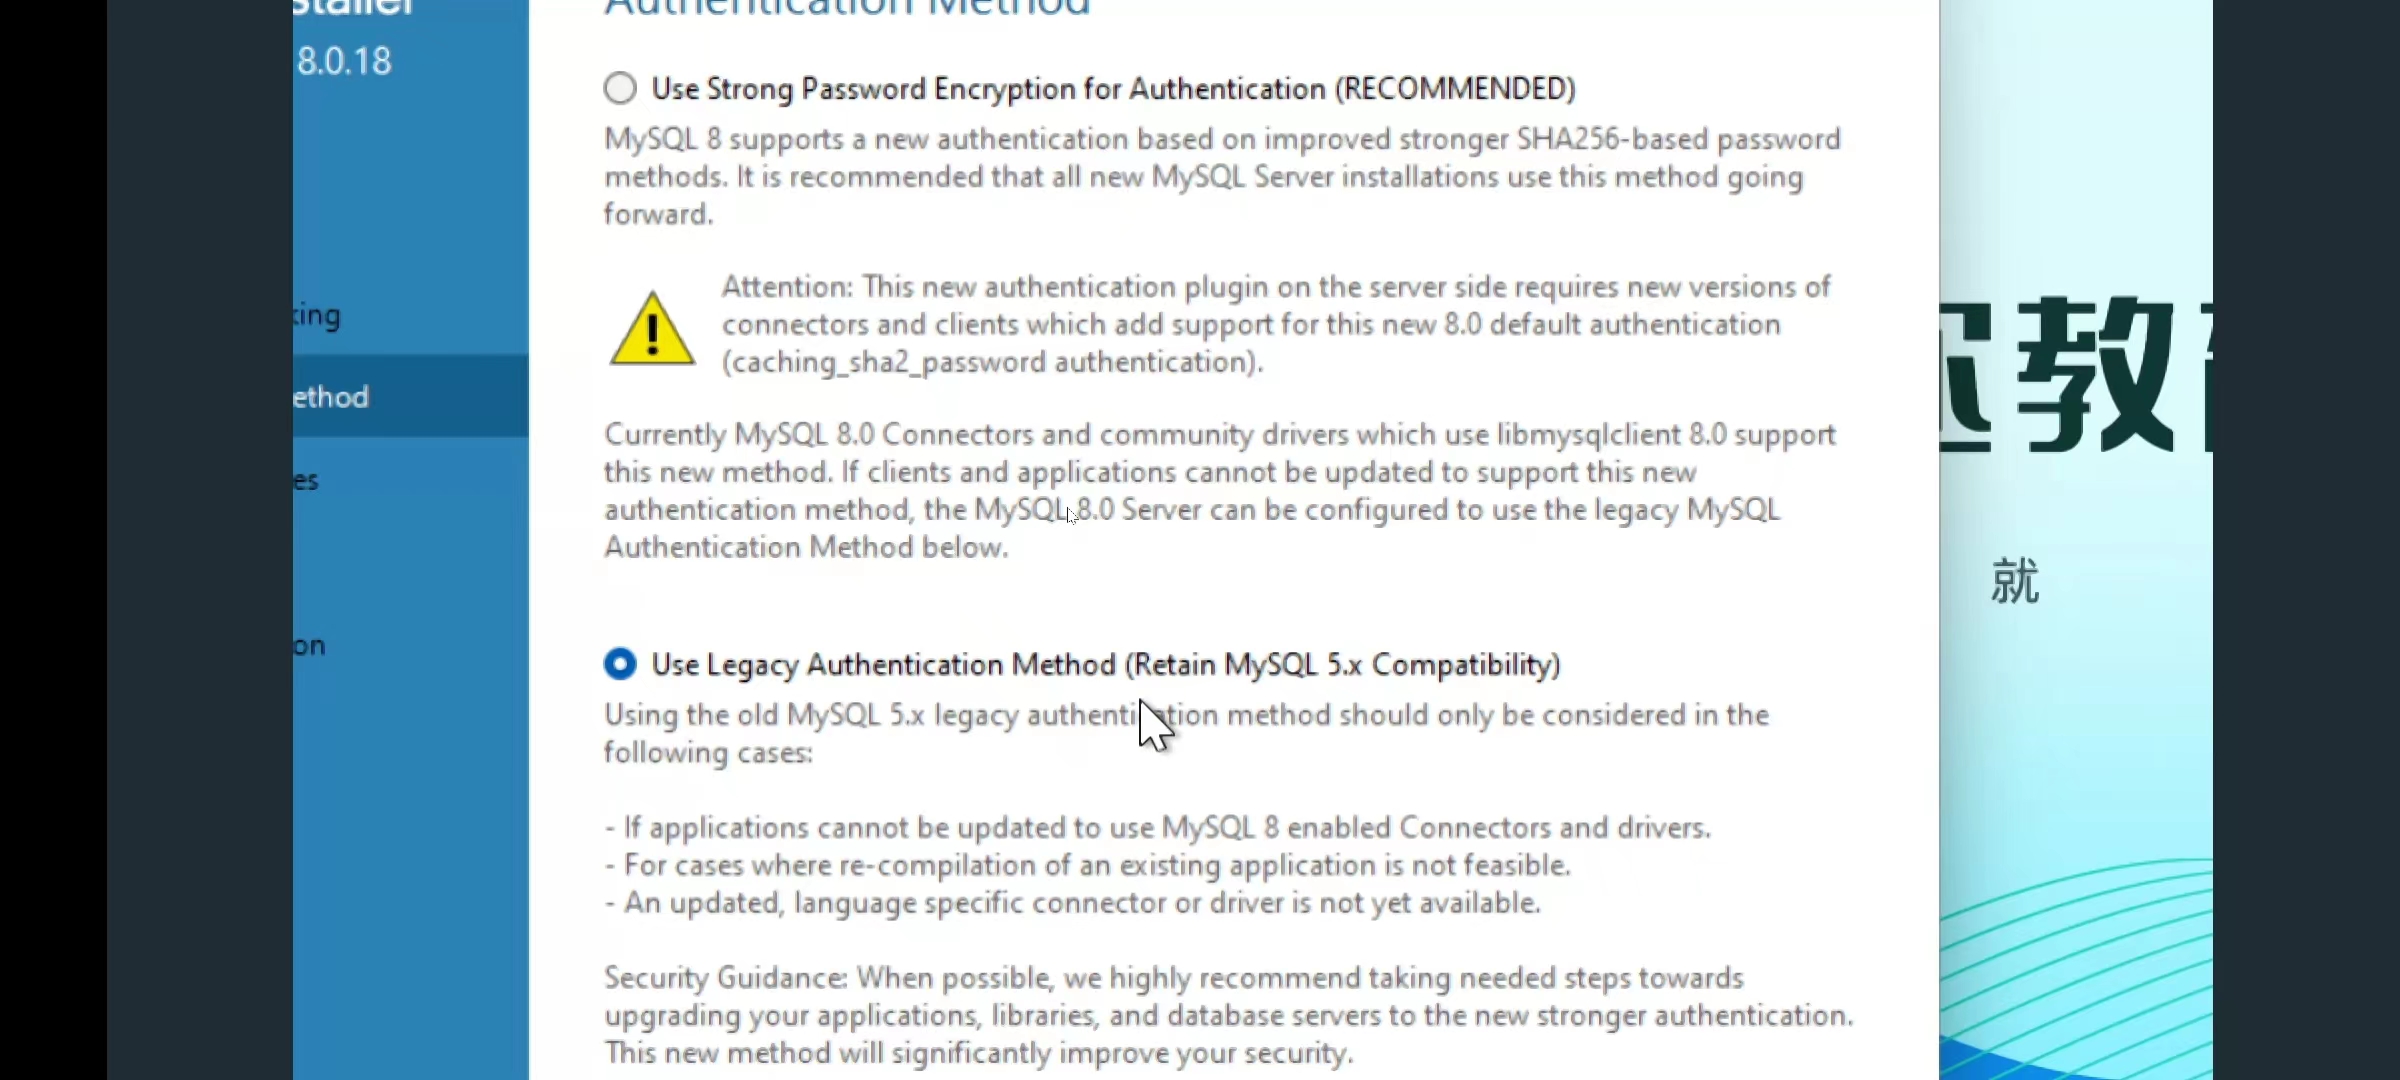 staller
8.0.18
king
ethod
es
on
Authentication Method
Use Strong Password Encryption for Authentication (RECOMMENDED)
MySQL 8 supports a new authentication based on improved stronger SHA256-based password
methods. It is recommended that all new MySQL Server installations use this method going
forward.
Attention: This new authentication plugin on the server side requires new versions of
connectors and clients which add support for this new 8.0 default authentication
(caching_sha2_password authentication).
Currently MySQL 8.0 Connectors and community drivers which use libmysqlclient 8.0 support
this new method. If clients and applications cannot be updated to support this new
authentication method, the MySQL 8.0 Server can be configured to use the legacy MySQL
Authentication Method below.
Use Legacy Authentication Method (Retain MySQL 5.x Compatibility)
Using the old MySQL 5.x legacy authentication method should only be considered in the
following cases:
- If applications cannot be updated to use MySQL 8 enabled Connectors and drivers.
- For cases where re-compilation of an existing application is not feasible.
- An updated, language specific connector or driver is not yet available.
Security Guidance: When possible, we highly recommend taking needed steps towards
upgrading your applications, libraries, and database servers to the new stronger authentication.
This new method will significantly improve your security.
教
就